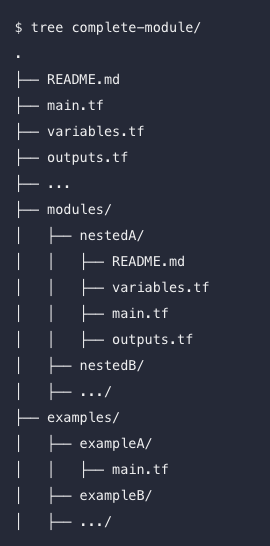 $ tree complete-module/
.
├── README.md
├── main.tf
├── variables.tf
├── outputs.tf
├── ...
├── modules/
│   ├── nestedA/
│   │   ├── README.md
│   │   ├── variables.tf
│   │   ├── main.tf
│   │   ├── outputs.tf
│   ├── nestedB/
│   ├── .../
├── examples/
│   ├── exampleA/
│   │   ├── main.tf
│   ├── exampleB/
│   ├── .../